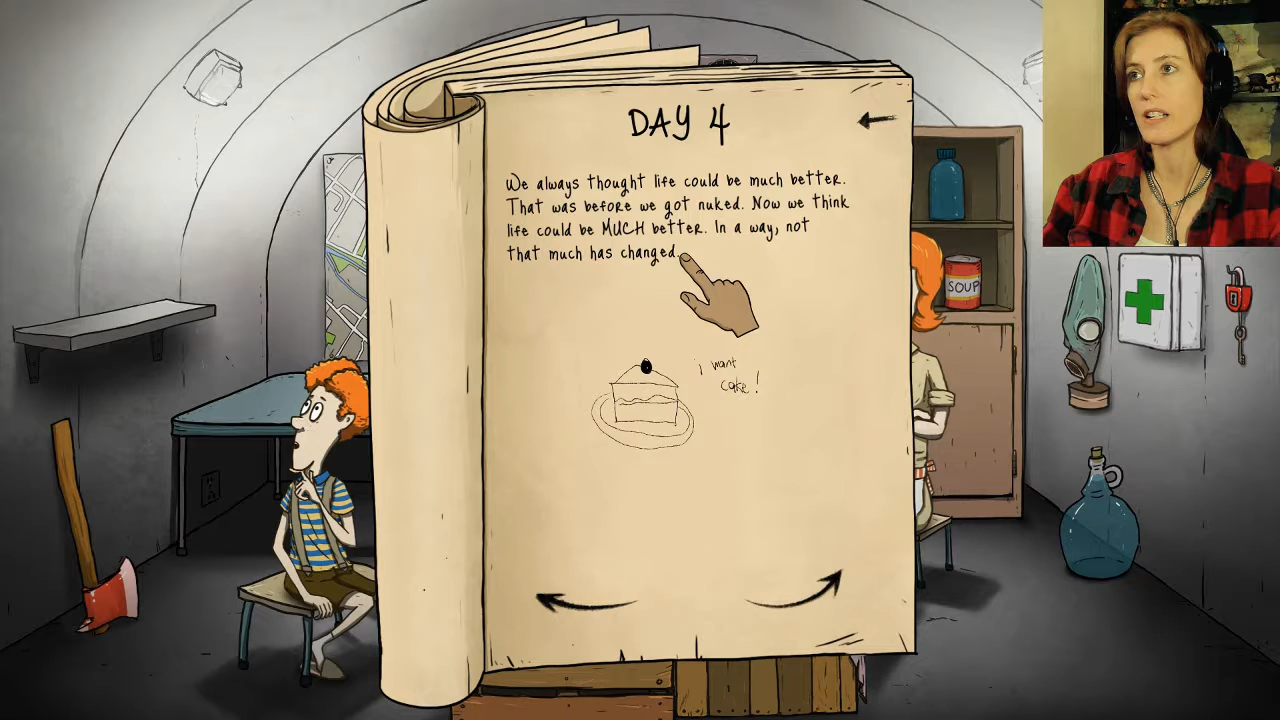 DAY 4
We always thought life could be much better.
That was before we got nuked. Now we think
life could be MUCH better. In a way, not
that much has changed.
i want
cake!
SOUP